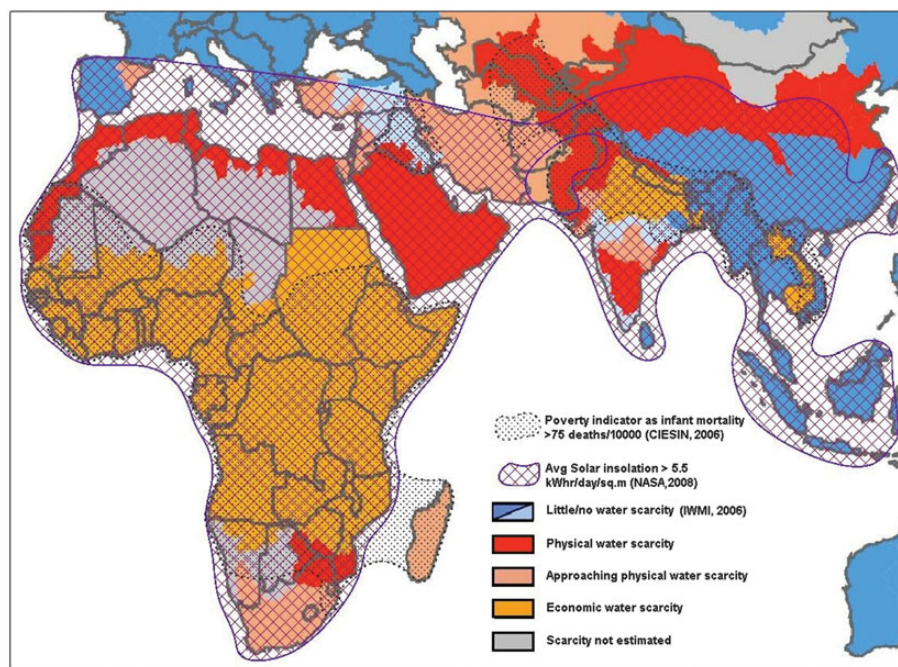 Poverty indicator as infant mortality
>75 deaths/10000 (CIESIN, 2006)
Avg Solar insolation > 5.5
kWhr/day/sq.m (NASA,2008)
Little/no water scarcity (IWMI, 2006)
Physical water scarcity
Approaching physical water scarcity
Economic water scarcity
Scarcity not estimated